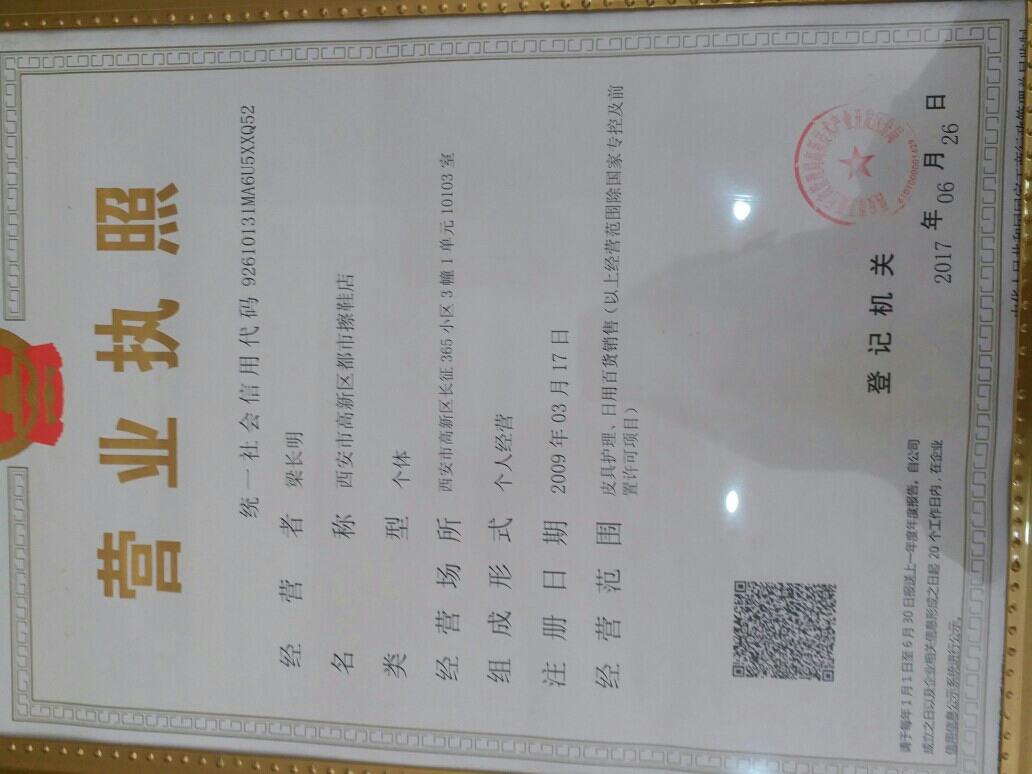 营业执照
统一社会信用代码 92610131MA6U5XXQ52
经营者 梁长明
名称 西安市高新区都市擦鞋店
类型 个体
经营场所 西安市高新区长征365小区3幢1单元10103室
组成形式 个人经营
注册日期 2009年03月17日
经营范围 皮具护理、日用百货销售（以上经营范围除国家专控及前
置许可项目）
登记机关
2017年06月26日
6101000001429
请于每年1月1日至6月30日报送上一年度年度报告。自公司
成立之日以及企业相关信息形成之日起20个工作日内，在企业
信用信息公示系统进行公示。